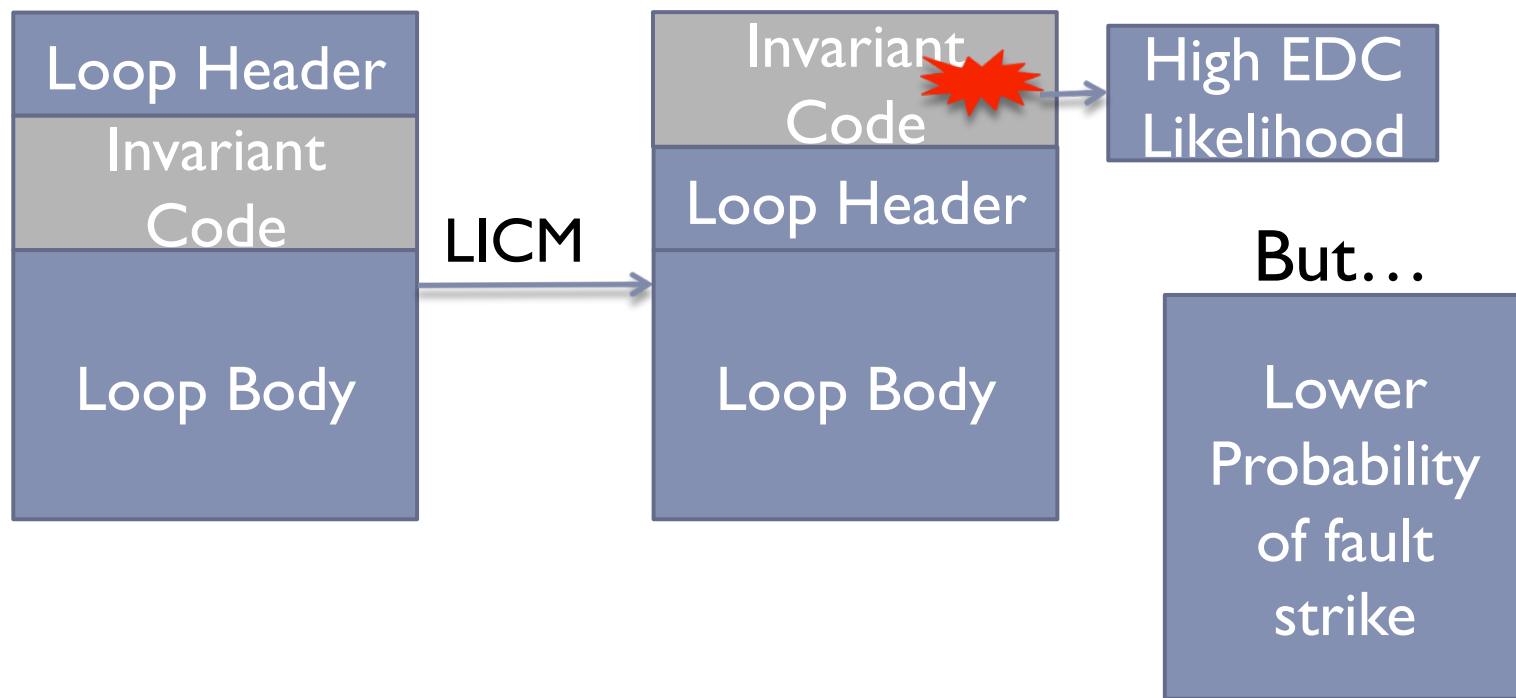 Loop Header
Invariant
Code
Loop Body
LICM
Invariant
Code
Loop Header
Loop Body
High EDC
Likelihood
But…
Lower
Probability
of fault
strike